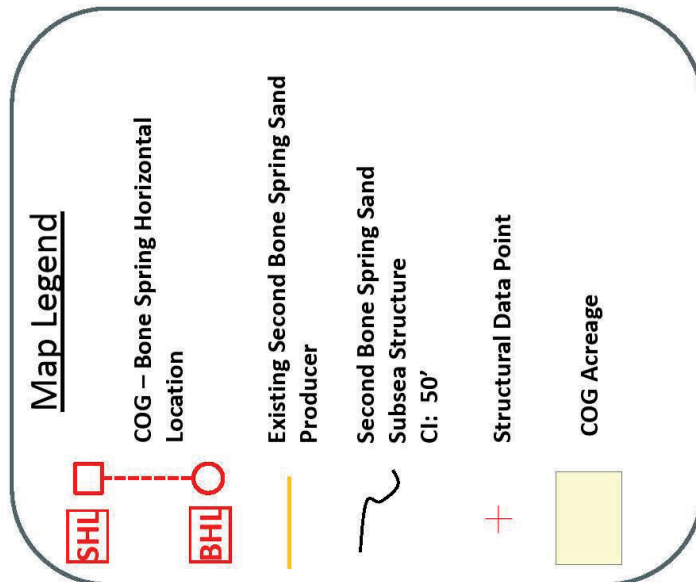 Map Legend
SHL
BHL
COG – Bone Spring Horizontal
Location
Existing Second Bone Spring Sand
Producer
Second Bone Spring Sand
Subsea Structure
CI: 50’
Structural Data Point
COG Acreage